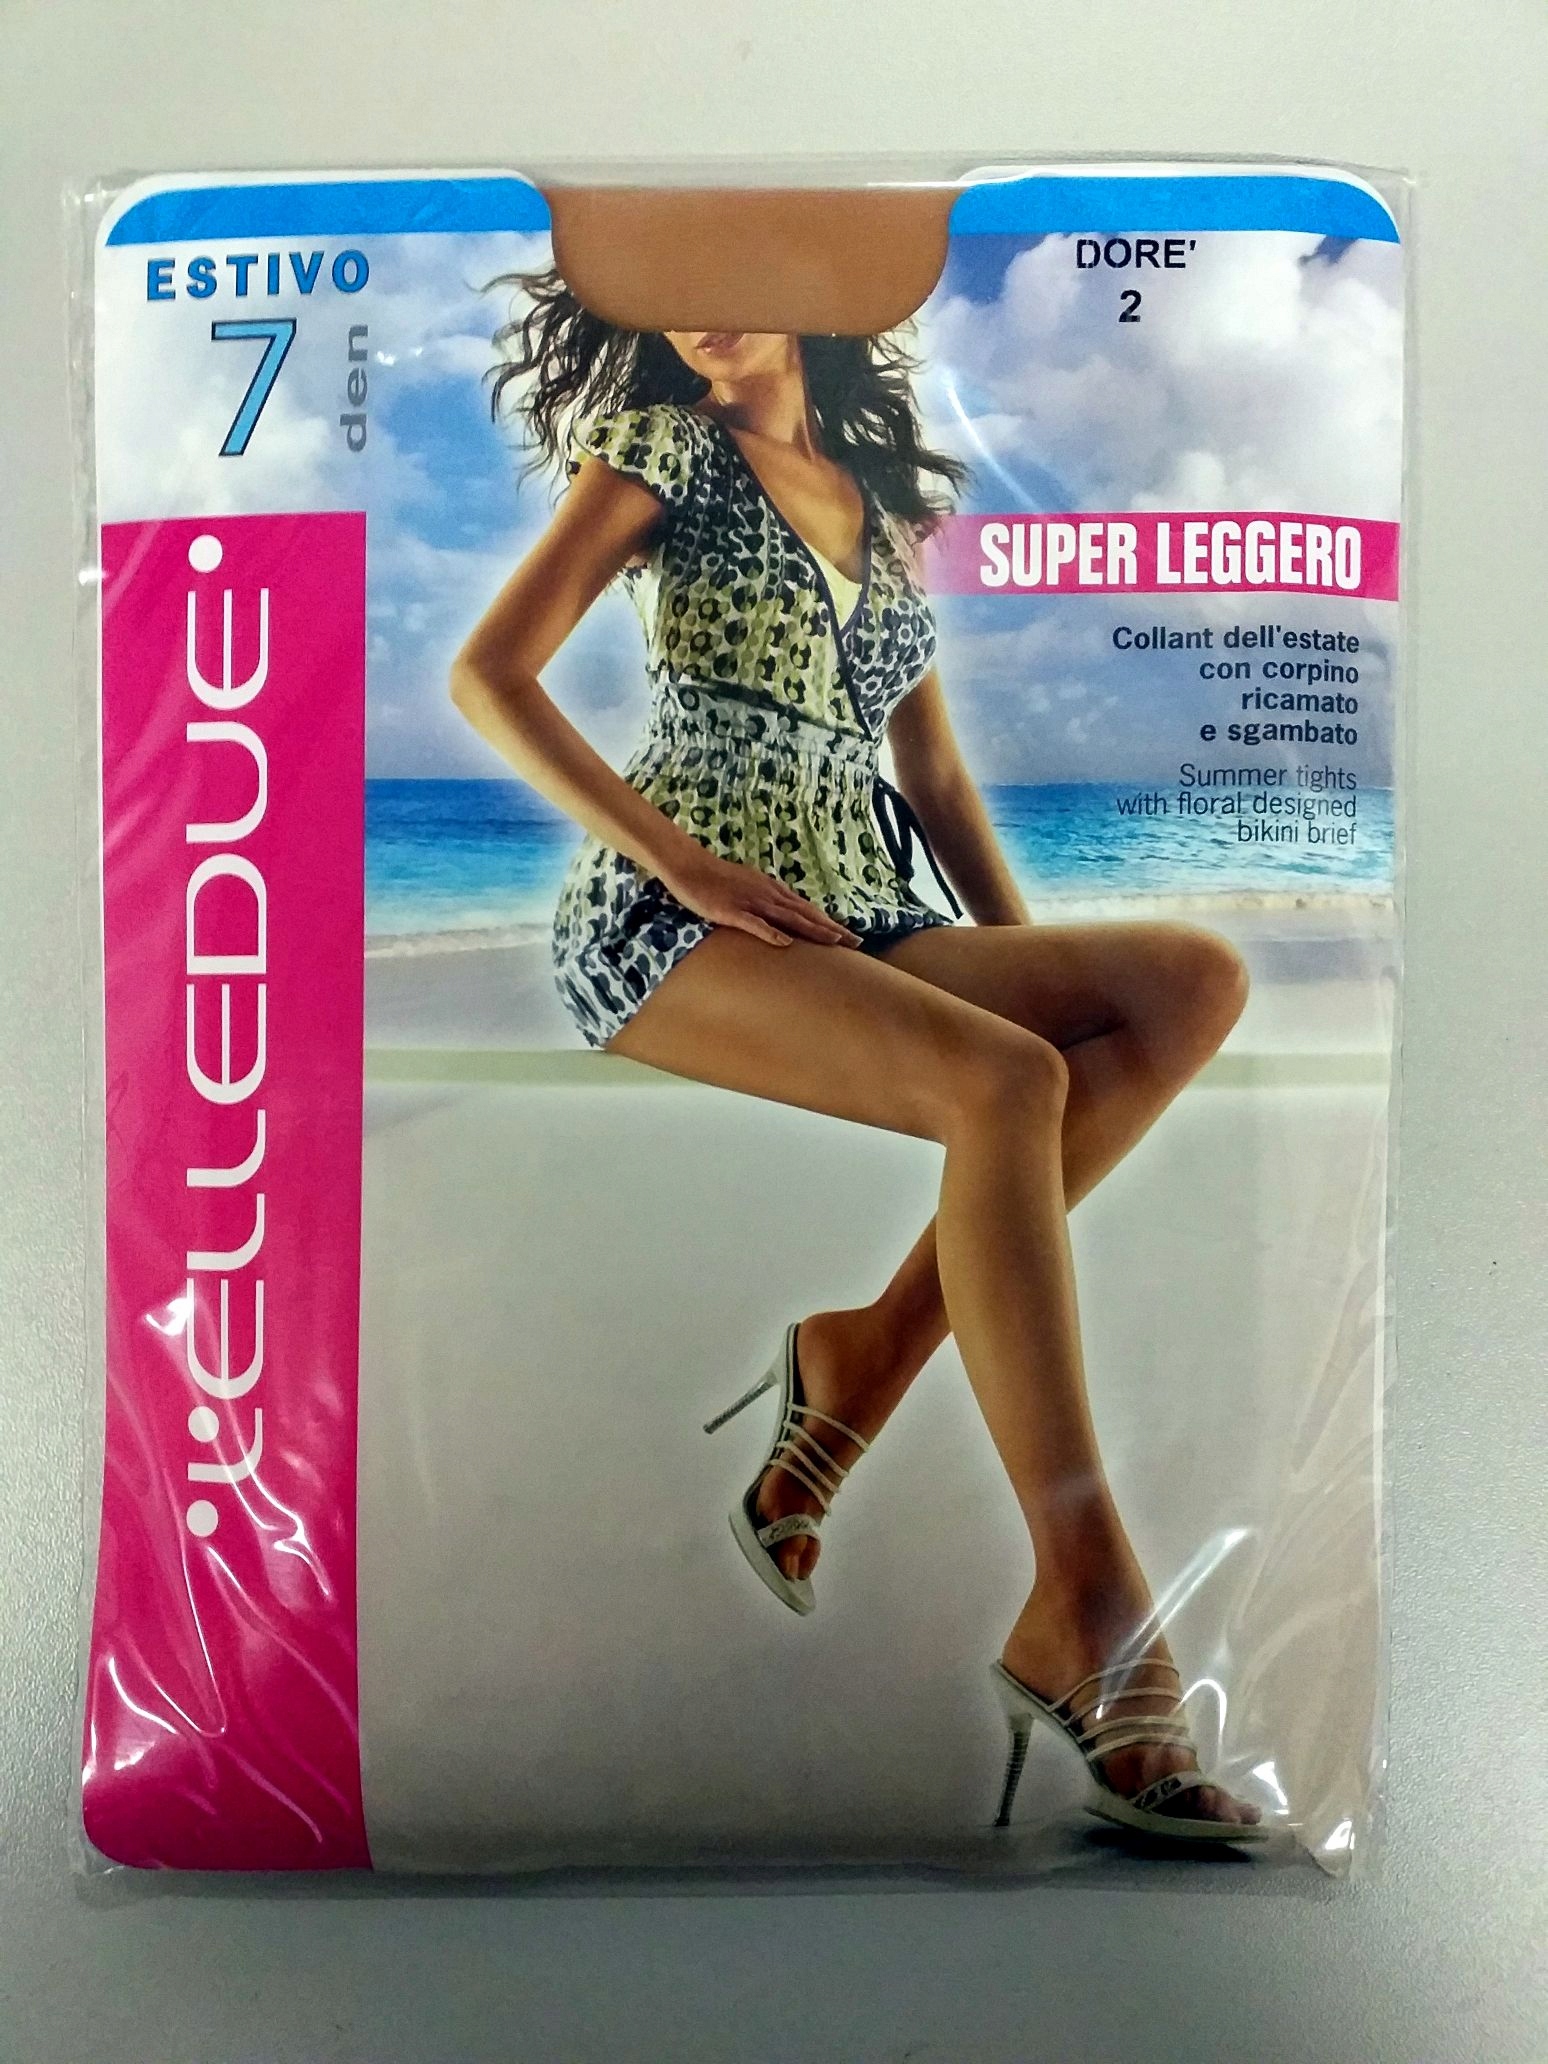 ESTIVO
7 den
DORE'
2
KELLEDUE
SUPER LEGGERO
Collant dell'estate
con corpino
ricamato
e sgambato
Summer tights
with floral designed
bikini brief